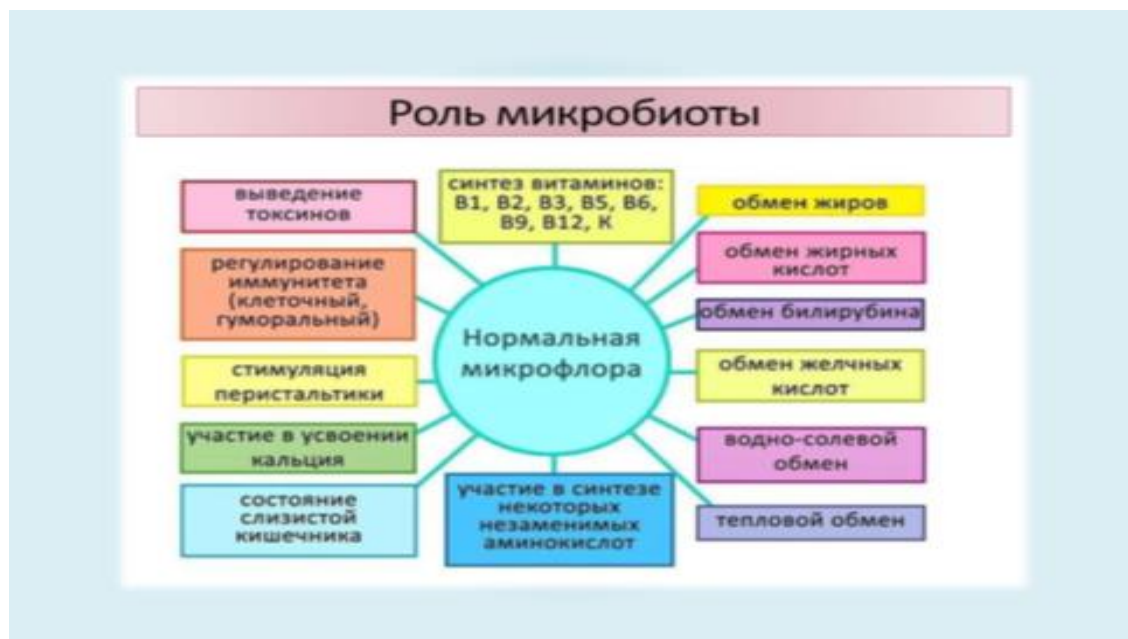 Роль микробиоты
выведение
токсинов
регулирование
иммунитета
(клеточный,
гуморальный)
стимуляция
перистальтики
участие в усвоении
кальция
состояние
слизистой
кишечника
синтез витаминов:
В1, В2, В3, В5, В6,
В9, В12, К
Нормальная
микрофлора
участие в синтезе
некоторых
незаменимых
аминокислот
обмен жиров
обмен жирных
кислот
обмен билирубина
обмен желчных
кислот
водно-солевой
обмен
тепловой обмен